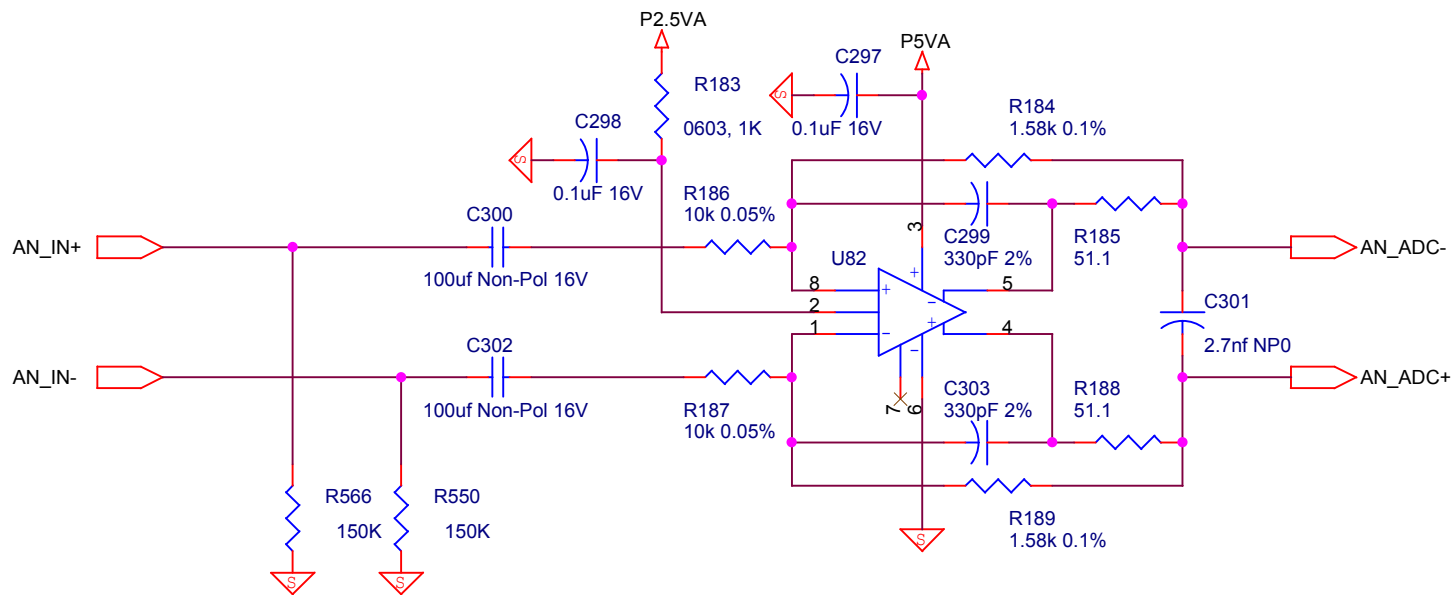 P2.5VA
P5VA
C297
0.1uF 16V
R183
0603, 1K
C298
0.1uF 16V
R184
1.58k 0.1%
R186
10k 0.05%
C300
100uf Non-Pol 16V
AN_IN+
C299
330pF 2%
R185
51.1
AN_ADC-
U82
3
8
2
1
5
4
7
6
+
-
+
-
-
+
C301
2.7nf NP0
AN_IN-
C302
100uf Non-Pol 16V
R187
10k 0.05%
C303
330pF 2%
R188
51.1
AN_ADC+
R566
150K
R550
150K
R189
1.58k 0.1%
S
S
S
S
S